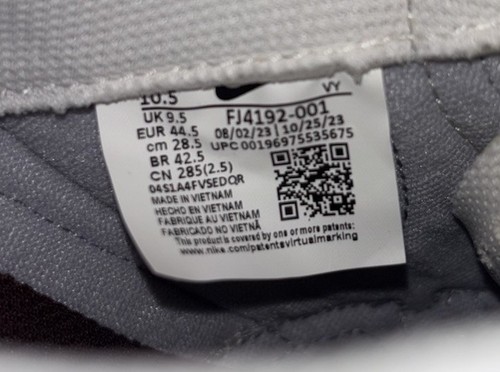 10.5
VY
UK 9.5
FJ4192-001
EUR 44.5
08/02/23 | 10/25/23
cm 28.5
UPC 00196975535675
BR 42.5
CN 285(2.5)
04S1A4FVSEDQR
MADE IN VIETNAM
HECHO EN VIETNAM
FABRIQUE AU VIETNAM
FABRICADO NO VIETNÃ
This product is covered by one or more patents:
www.nike.com/patentsvirtualmarking